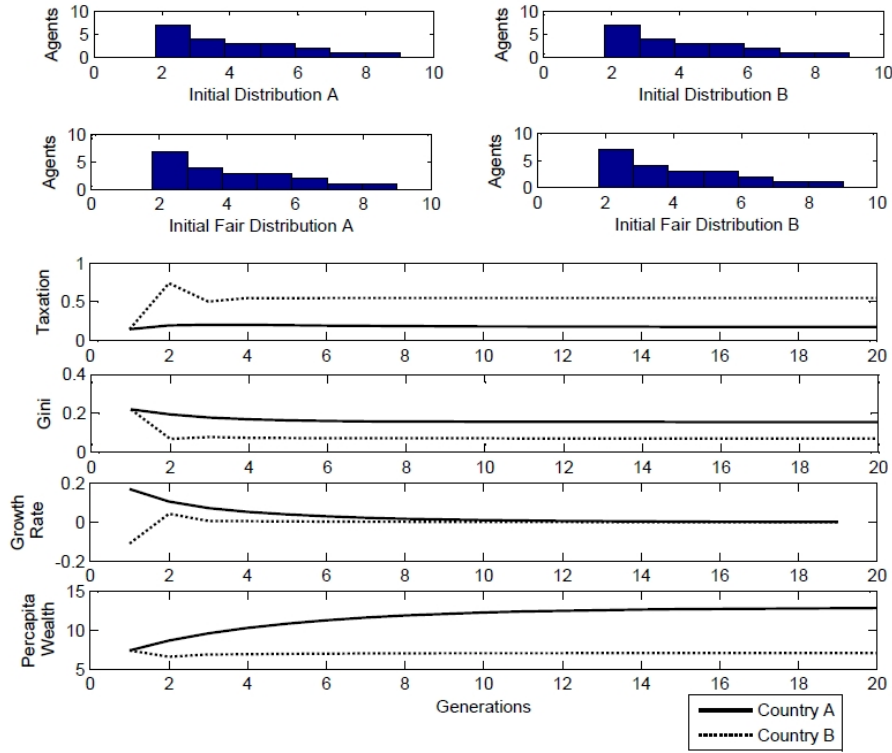 10
5
0
Agents
0 2 4 6 8 10
Initial Distribution A
10
5
0
Agents
0 2 4 6 8 10
Initial Distribution B
10
5
0
Agents
0 2 4 6 8 10
Initial Fair Distribution A
10
5
0
Agents
0 2 4 6 8 10
Initial Fair Distribution B
1
0.5
0
Taxation
0 2 4 6 8 10 12 14 16 18 20
0.4
0.2
0
Gini
0 2 4 6 8 10 12 14 16 18 20
0.2
0
-0.2
Growth
Rate
0 2 4 6 8 10 12 14 16 18 20
15
10
5
Percapita
Wealth
0 2 4 6 8 10 12 14 16 18 20
Generations
Country A
Country B